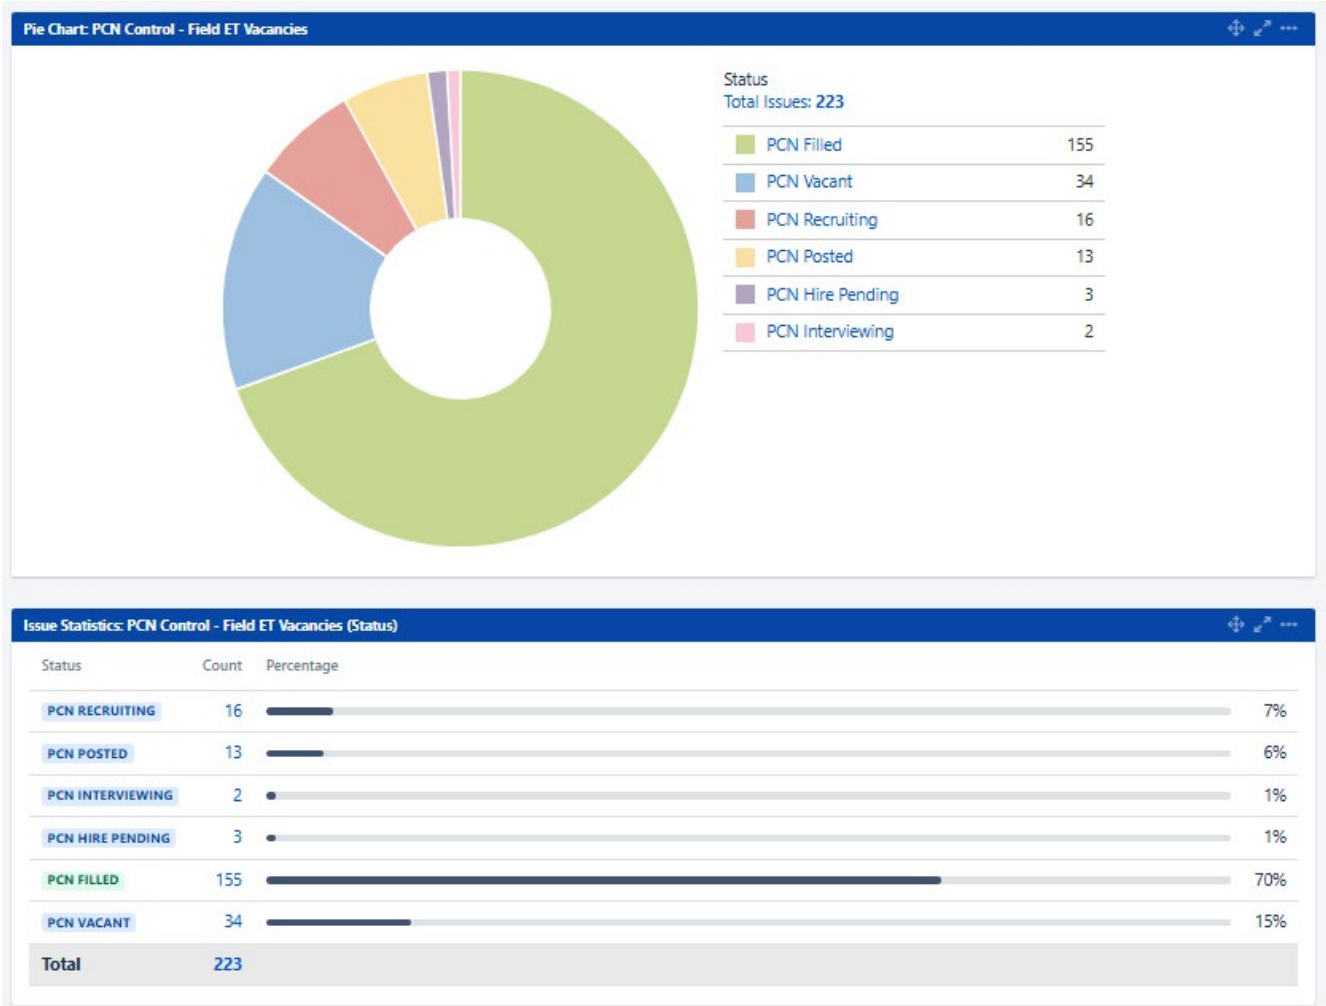 Pie Chart: PCN Control - Field ET Vacancies
Status
Total Issues: 223
PCN Filled 155
PCN Vacant 34
PCN Recruiting 16
PCN Posted 13
PCN Hire Pending 3
PCN Interviewing 2
Issue Statistics: PCN Control - Field ET Vacancies (Status)
Status Count Percentage
PCN RECRUITING 16 7%
PCN POSTED 13 6%
PCN INTERVIEWING 2 1%
PCN HIRE PENDING 3 1%
PCN FILLED 155 70%
PCN VACANT 34 15%
Total 223